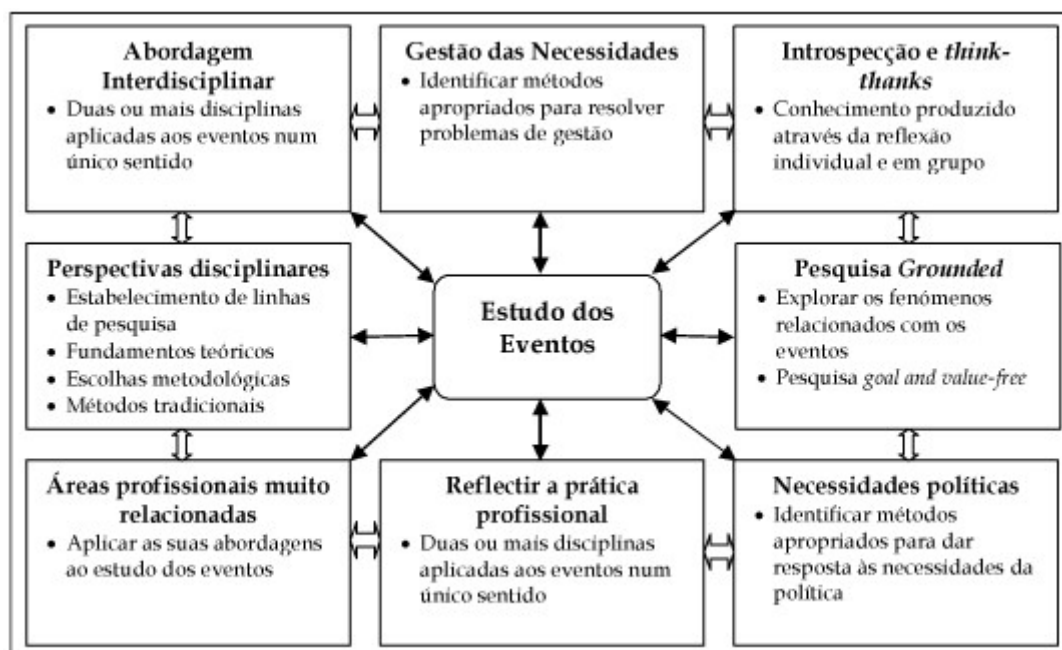 Abordagem
Interdisciplinar
• Duas ou mais disciplinas
aplicadas aos eventos num
único sentido
Gestão das Necessidades
• Identificar métodos
apropriados para resolver
problemas de gestão
Introspecção e think-
thanks
• Conhecimento produzido
através da reflexão
individual e em grupo
Perspectivas disciplinares
• Estabelecimento de linhas
de pesquisa
• Fundamentos teóricos
• Escolhas metodológicas
• Métodos tradicionais
Estudo dos
Eventos
Pesquisa Grounded
• Explorar os fenómenos
relacionados com os
eventos
• Pesquisa goal and value-free
Áreas profissionais muito
relacionadas
• Aplicar as suas abordagens
ao estudo dos eventos
Reflectir a prática
profissional
• Duas ou mais disciplinas
aplicadas aos eventos num
único sentido
Necessidades políticas
• Identificar métodos
apropriados para dar
resposta às necessidades da
política